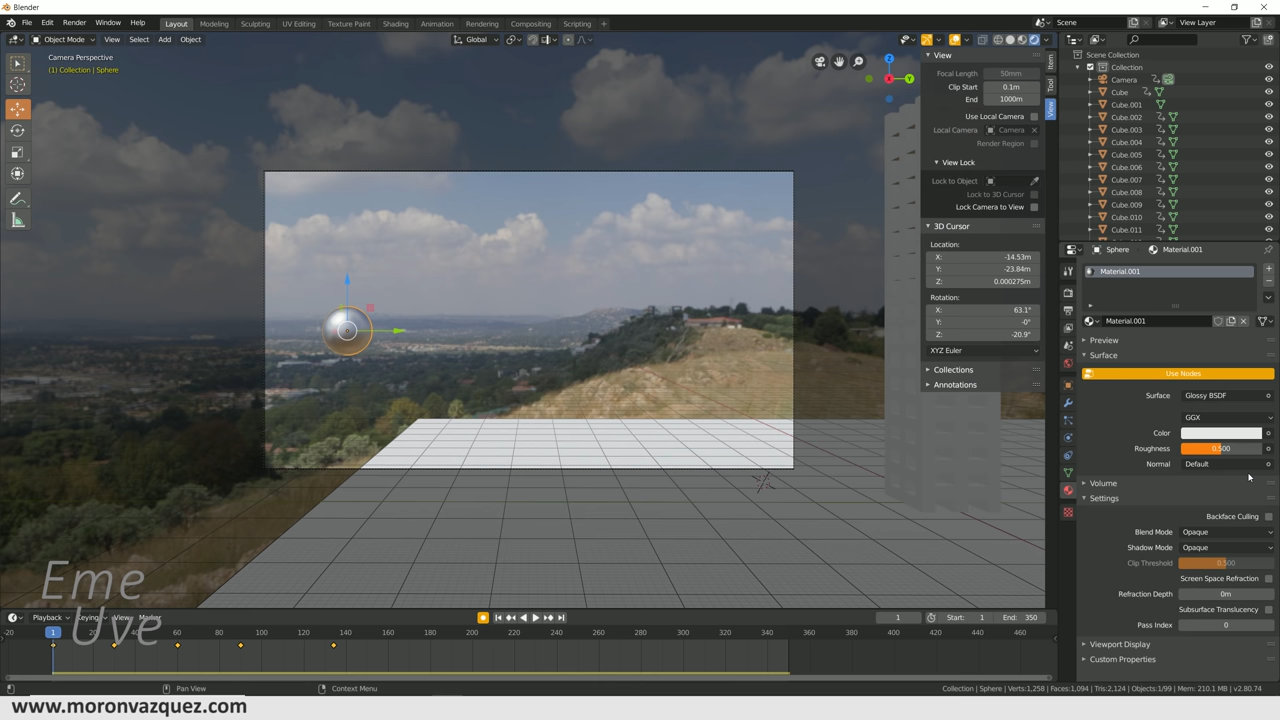 Blender
File Edit Render Window Help
Layout Modeling Sculpting UV Editing Texture Paint Shading Animation Rendering Compositing Scripting +
Scene View Layer
Object Mode View Select Add Object Global
Camera Perspective
(1) Collection | Sphere
Z
Y
View
Focal Length 50mm
Clip Start 0.1m
End 1000m
Use Local Camera
Local Camera Camera
Render Region
View Lock
Lock to Object
Lock to 3D Cursor
Lock Camera to View
3D Cursor
Location:
X: -14.53m
Y: -23.84m
Z: 0.000275m
Rotation:
X: 63.1°
Y: -0°
Z: -20.9°
XYZ Euler
Collections
Annotations
Item
Tool
View
Scene Collection
Collection
Camera
Cube
Cube.001
Cube.002
Cube.003
Cube.004
Cube.005
Cube.006
Cube.007
Cube.008
Cube.009
Cube.010
Cube.011
Sphere Material.001
Material.001
Material.001
Preview
Surface
Use Nodes
Surface Glossy BSDF
GGX
Color
Roughness 0.500
Normal Default
Volume
Settings
Backface Culling
Blend Mode Opaque
Shadow Mode Opaque
Clip Threshold 0.500
Screen Space Refraction
Refraction Depth 0m
Subsurface Translucency
Pass Index 0
Viewport Display
Custom Properties
Eme
Uve
Playback Keying View Marker
1 Start: 1 End: 350
-20 1 20 40 60 80 100 120 140 160 180 200 220 240 260 280 300 320 340 360 380 400 420 440 460
Pan View Context Menu
Collection | Sphere | Verts:1,258 | Faces:1,094 | Tris:2,124 | Objects:1/99 | Mem: 210.1 MB | v2.80.74
www.moronvazquez.com